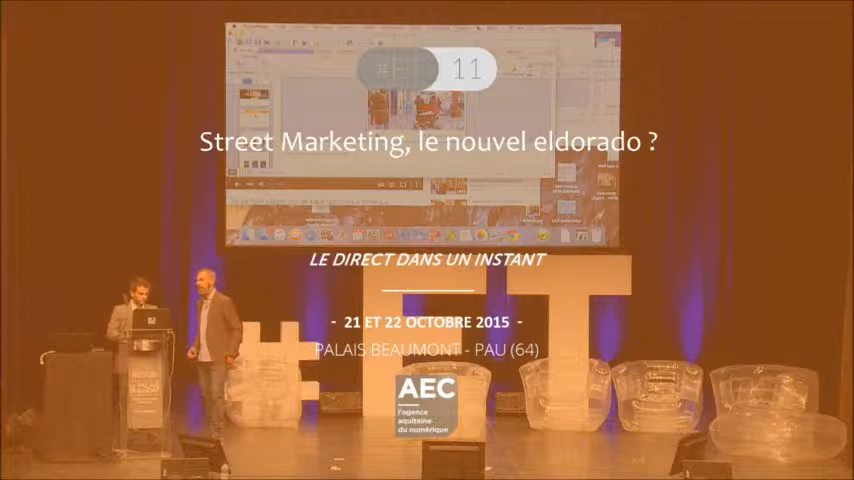 #ET 11
Street Marketing, le nouvel eldorado ?
LE DIRECT DANS UN INSTANT
- 21 ET 22 OCTOBRE 2015 -
PALAIS BEAUMONT - PAU (64)
#ET
AEC
l'agence
aquitaine
du numérique